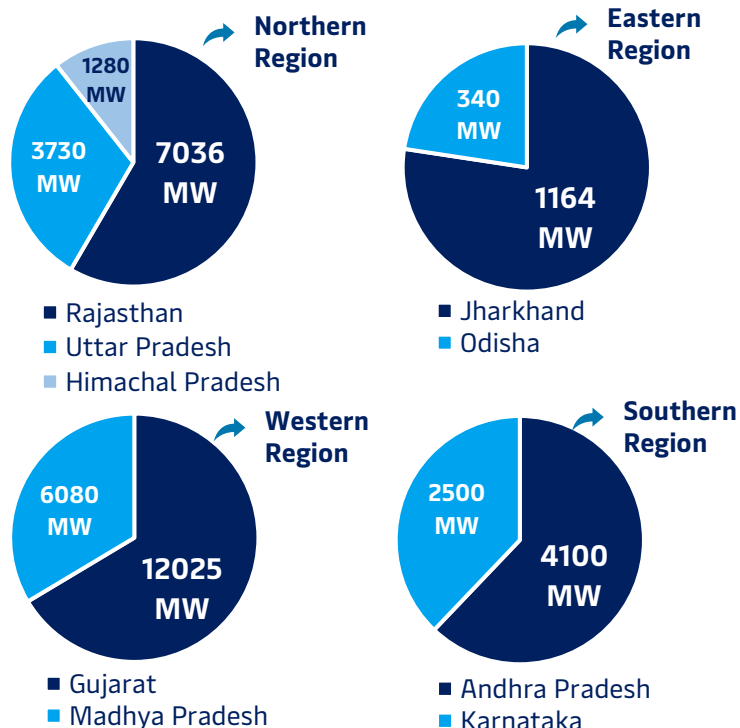 Northern
Region
1280
MW
3730
MW
7036
MW
Rajasthan
Uttar Pradesh
Himachal Pradesh
Eastern
Region
340
MW
1164
MW
Jharkhand
Odisha
Western
Region
6080
MW
12025
MW
Gujarat
Madhya Pradesh
Southern
Region
2500
MW
4100
MW
Andhra Pradesh
Karnataka